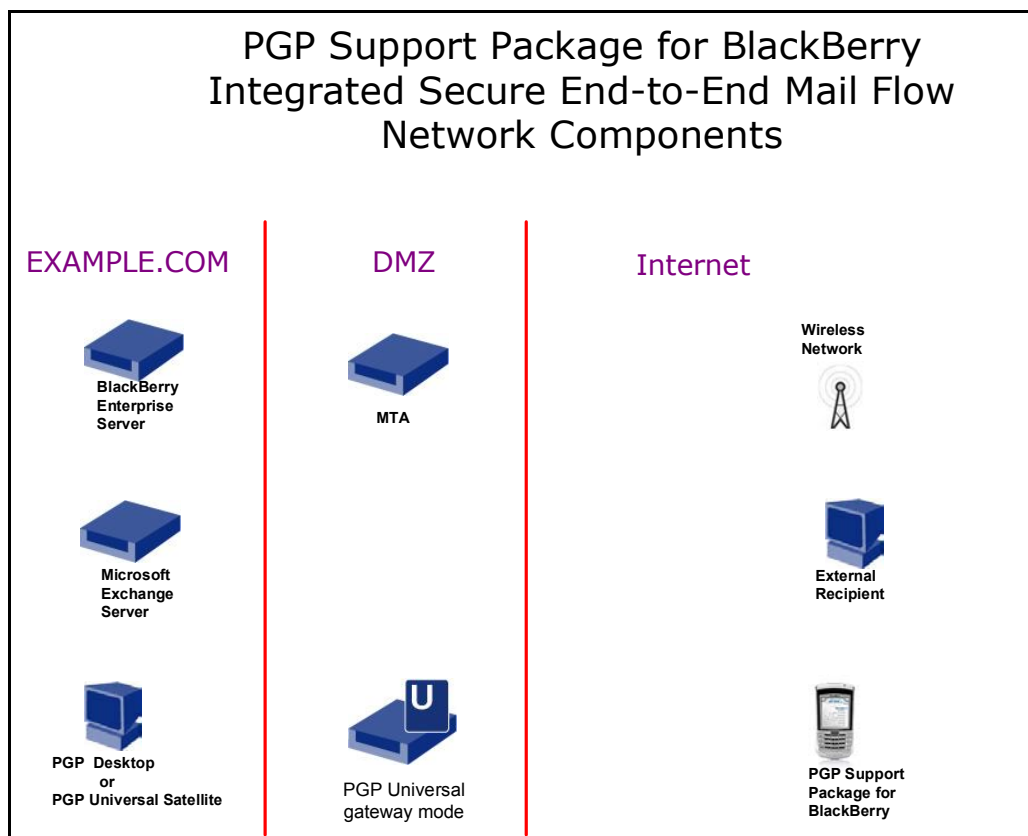 PGP Support Package for BlackBerry
Integrated Secure End-to-End Mail Flow
Network Components
EXAMPLE.COM
DMZ
Internet
BlackBerry
Enterprise
Server
MTA
Wireless
Network
Microsoft
Exchange
Server
External
Recipient
PGP Desktop
or
PGP Universal Satellite
U
PGP Universal
gateway mode
PGP Support
Package for
BlackBerry